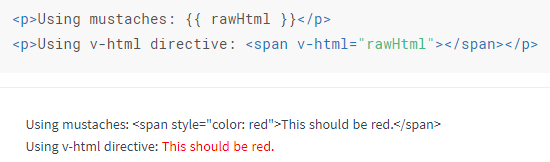 <p>Using mustaches: {{ rawHtml }}</p>
<p>Using v-html directive: <span v-html="rawHtml"></span></p>
Using mustaches: <span style="color: red">This should be red.</span>
Using v-html directive: This should be red.